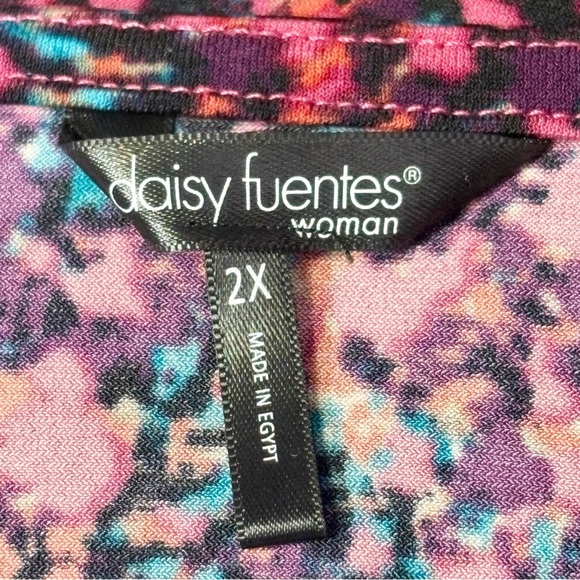 daisy fuentes®
woman
2X
MADE IN EGYPT